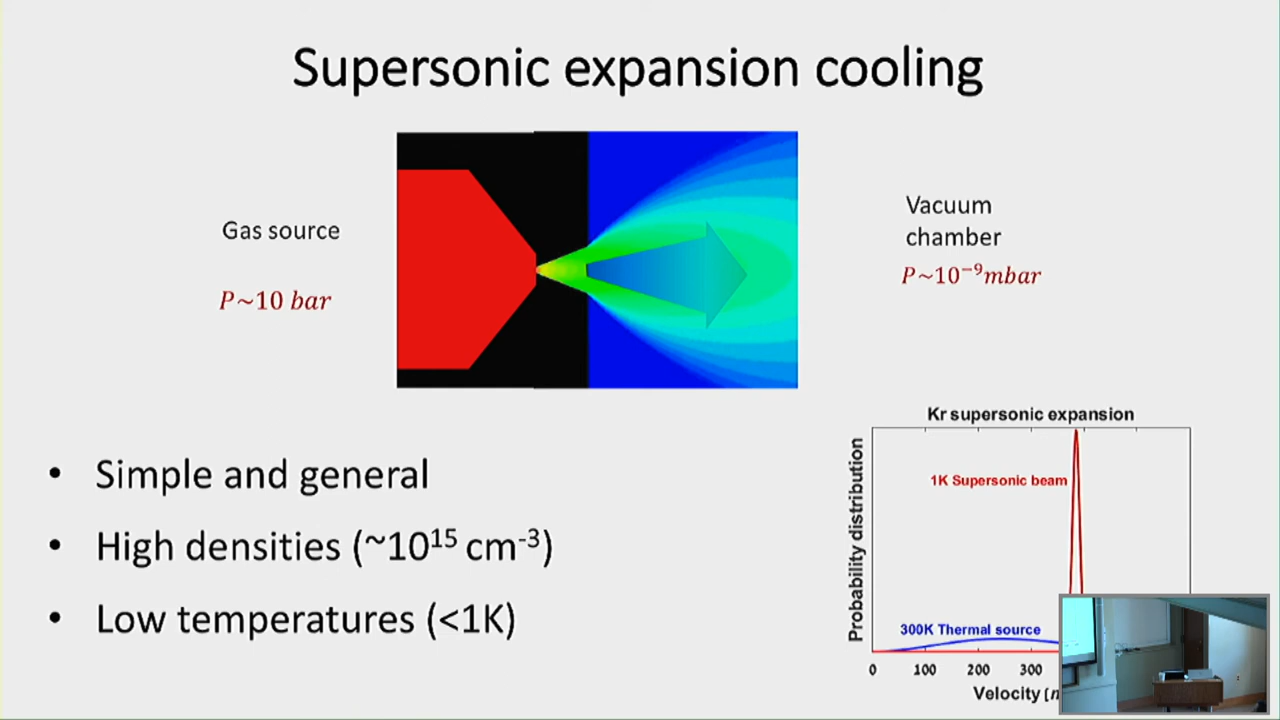 Supersonic expansion cooling
Gas source
P~10 bar
Vacuum
chamber
P~10⁻⁹mbar
• Simple and general
• High densities (~10¹⁵ cm⁻³)
• Low temperatures (<1K)
Kr supersonic expansion
Probability distribution
1K Supersonic beam
300K Thermal source
0 100 200 300
Velocity